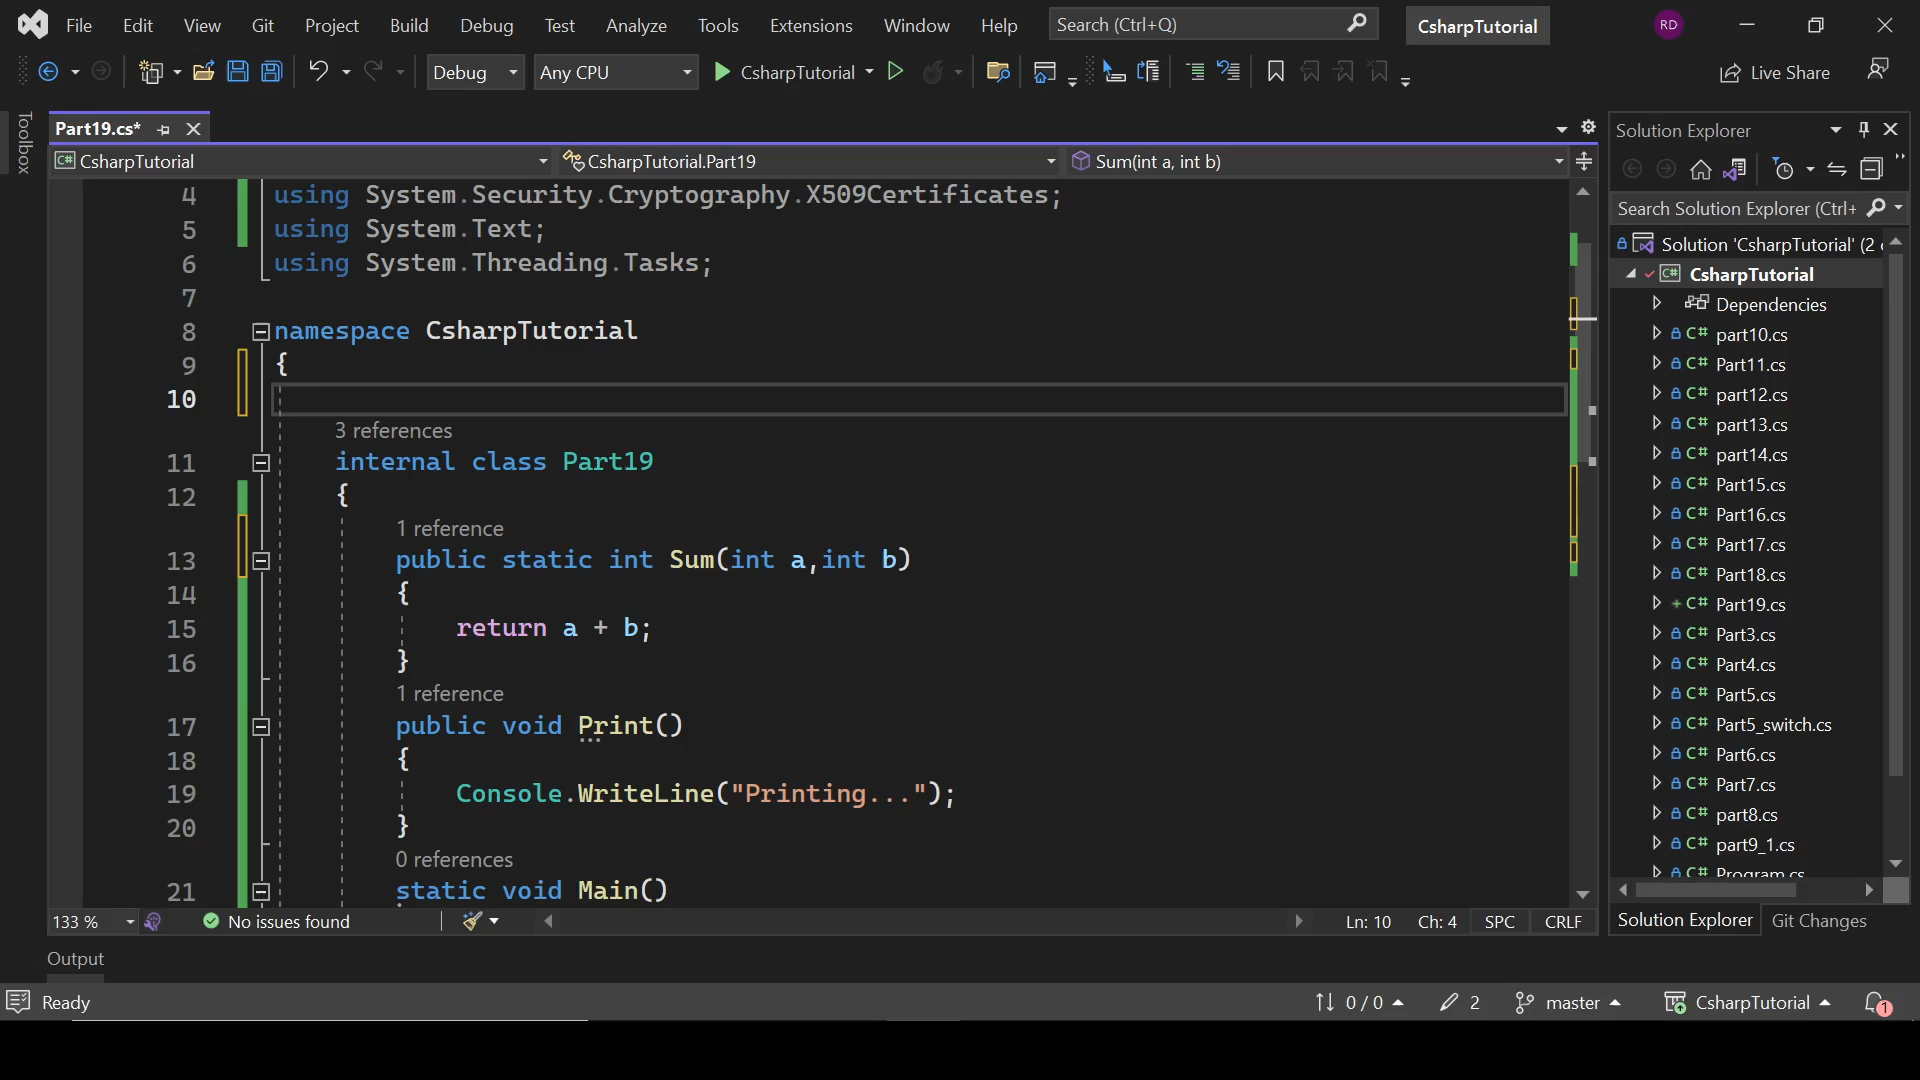 File Edit View Git Project Build Debug Test Analyze Tools Extensions Window Help Search (Ctrl+Q) CsharpTutorial RD
Debug Any CPU CsharpTutorial Live Share
Toolbox
Part19.cs*
CsharpTutorial CsharpTutorial.Part19 Sum(int a, int b)
4 using System.Security.Cryptography.X509Certificates;
5 using System.Text;
6 using System.Threading.Tasks;
7
8 namespace CsharpTutorial
9 {
10
3 references
11 internal class Part19
12 {
1 reference
13 public static int Sum(int a,int b)
14 {
15 return a + b;
16 }
1 reference
17 public void Print()
18 {
19 Console.WriteLine("Printing...");
20 }
0 references
21 static void Main()
133 % No issues found Ln: 10 Ch: 4 SPC CRLF
Solution Explorer
Search Solution Explorer (Ctrl+
Solution 'CsharpTutorial' (2
C# CsharpTutorial
Dependencies
C# part10.cs
C# Part11.cs
C# part12.cs
C# part13.cs
C# part14.cs
C# Part15.cs
C# Part16.cs
C# Part17.cs
C# Part18.cs
C# Part19.cs
C# Part3.cs
C# Part4.cs
C# Part5.cs
C# Part5_switch.cs
C# Part6.cs
C# Part7.cs
C# part8.cs
C# part9_1.cs
C# Program.cs
Solution Explorer Git Changes
Output
Ready 0 / 0 2 master CsharpTutorial 1